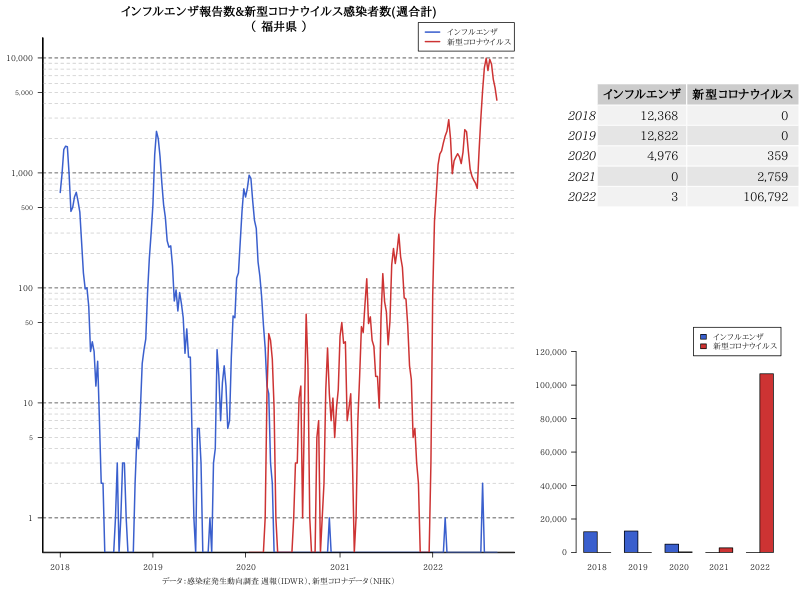 インフルエンザ報告数&新型コロナウイルス感染者数(週合計)
( 福井県 )
インフルエンザ
新型コロナウイルス
10,000
5,000
1,000
500
100
50
10
5
1
2018 2019 2020 2021 2022
データ：感染症発生動向調査 週報(IDWR)、新型コロナデータ(NHK)
インフルエンザ 新型コロナウイルス
2018 12,368 0
2019 12,822 0
2020 4,976 359
2021 0 2,759
2022 3 106,792
インフルエンザ
新型コロナウイルス
120,000
100,000
80,000
60,000
40,000
20,000
0
2018 2019 2020 2021 2022